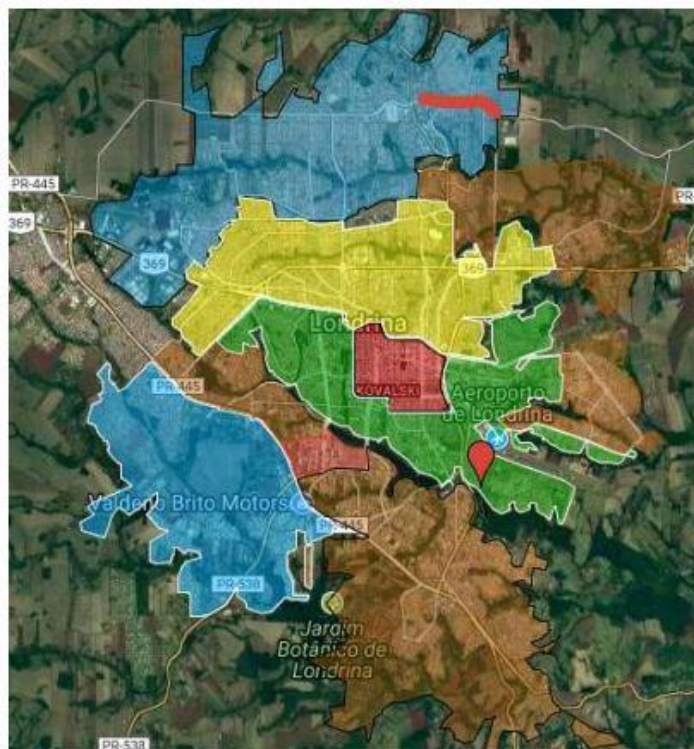 PR-445
PR
369
369
369
Londrina
KOVALSKI
Aeroporto
de Londrina
PR-445
Valderio Brito Motors
PR-445
PR-538
Jardim
Botânico de
Londrina
PR-538